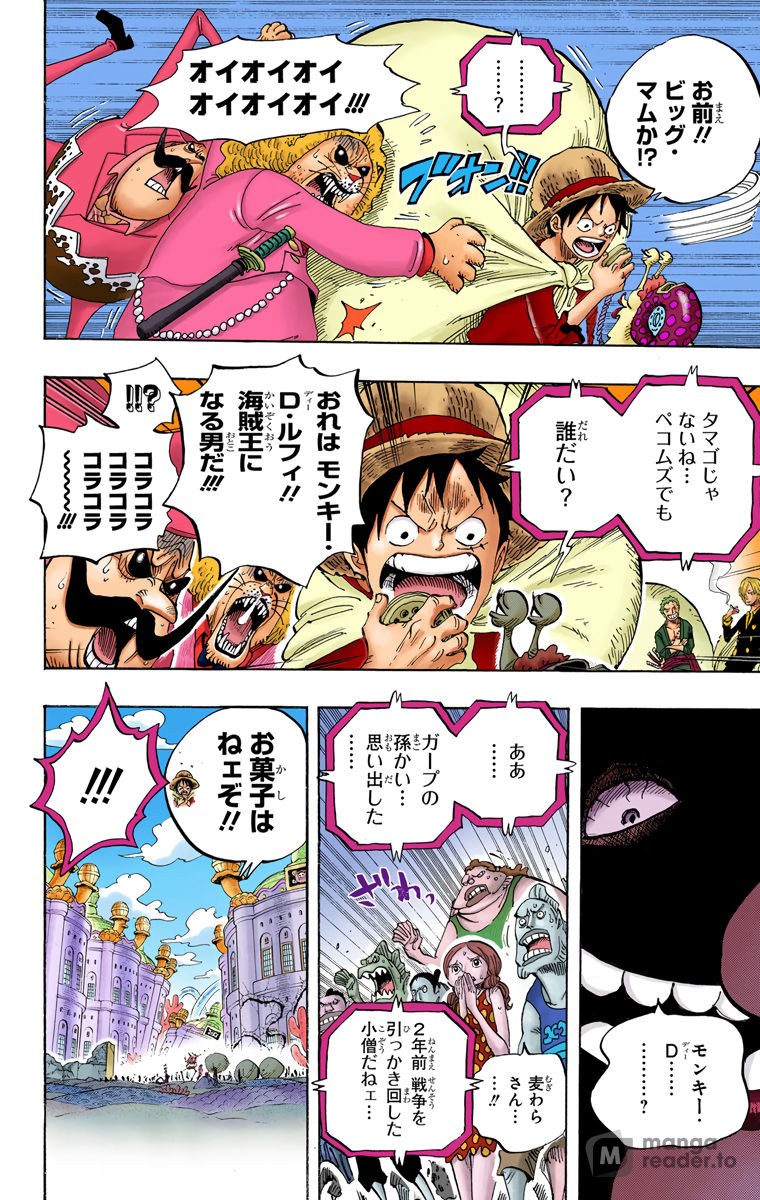 お前!!
ビッグ・
マムか!?
…………
…………?
オイオイオイ
オイオイオイ!!!
ブオン!!
タマゴじゃ
ないね…
ペコムズでも
誰だい?
おれは モンキー・
D・ルフィ!!
海賊王に
なる男だ!!!
!!?
コラコラ
コラコラ
コラコラ
〜〜〜!!!
モンキー・
D……
……?
ああ
……
ガープの
孫かい…
思い出した
……
ざわっ
麦わら
さん…
…!!
2年前 戦争を
引っかき回した
小僧だねェ…
お菓子は
ねェぞ!!
!!!
manga
reader.to